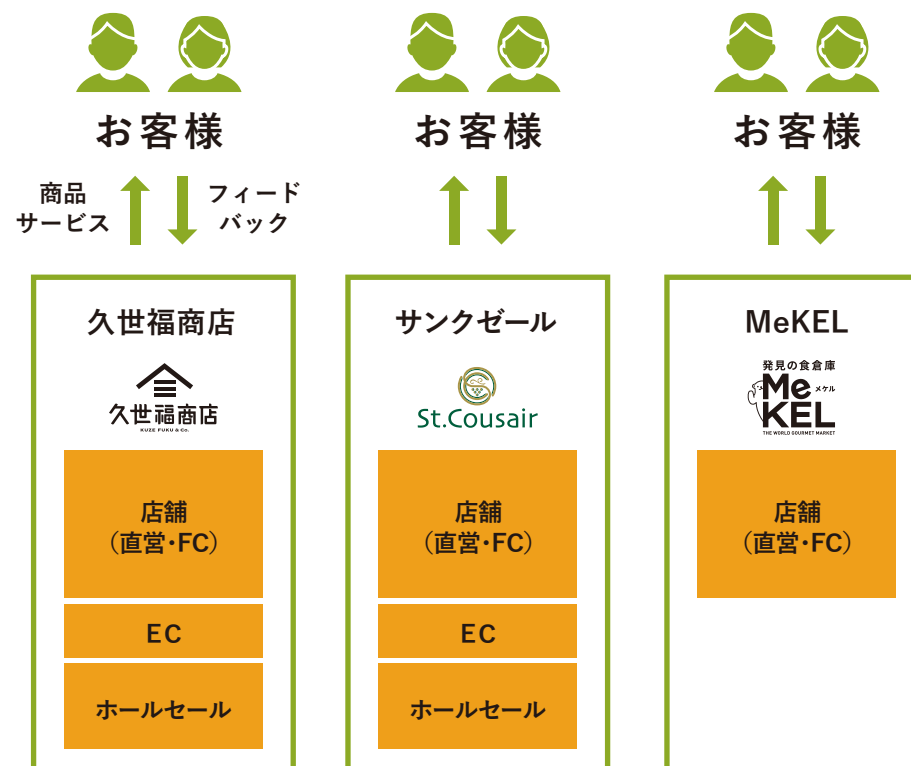 お客様
お客様
お客様
商品
サービス
フィード
バック
久世福商店
久世福商店
KUZE FUKU & Co.
店舗
（直営・FC）
EC
ホールセール
サンクゼール
St.Cousair
店舗
（直営・FC）
EC
ホールセール
MeKEL
発見の食倉庫
Me メケル
KEL
THE WORLD GOURMET MARKET
店舗
（直営・FC）